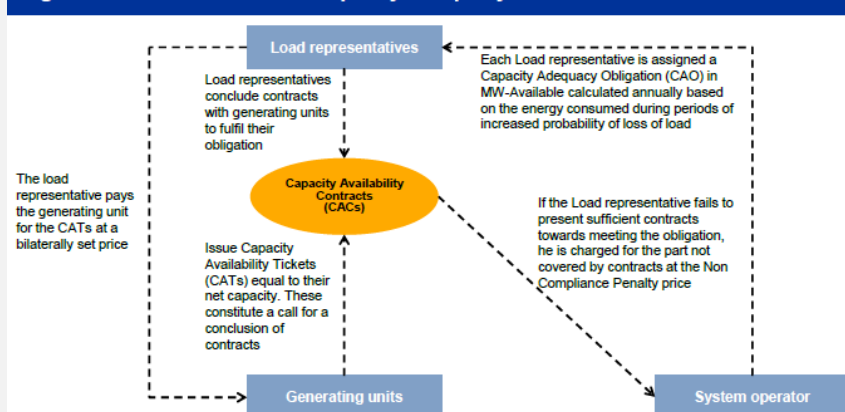 Load representatives
Each Load representative is assigned a
Capacity Adequacy Obligation (CAO) in
MW-Available calculated annually based
on the energy consumed during periods of
increased probability of loss of load
Load representatives
conclude contracts
with generating units
to fulfil their
obligation
The load
representative pays
the generating unit
for the CATs at a
bilaterally set price
Capacity Availability
Contracts
(CACs)
If the Load representative fails to
present sufficient contracts
towards meeting the obligation,
he is charged for the part not
covered by contracts at the Non
Compliance Penalty price
Issue Capacity
Availability Tickets
(CATs) equal to their
net capacity. These
constitute a call for a
conclusion of
contracts
Generating units
System operator